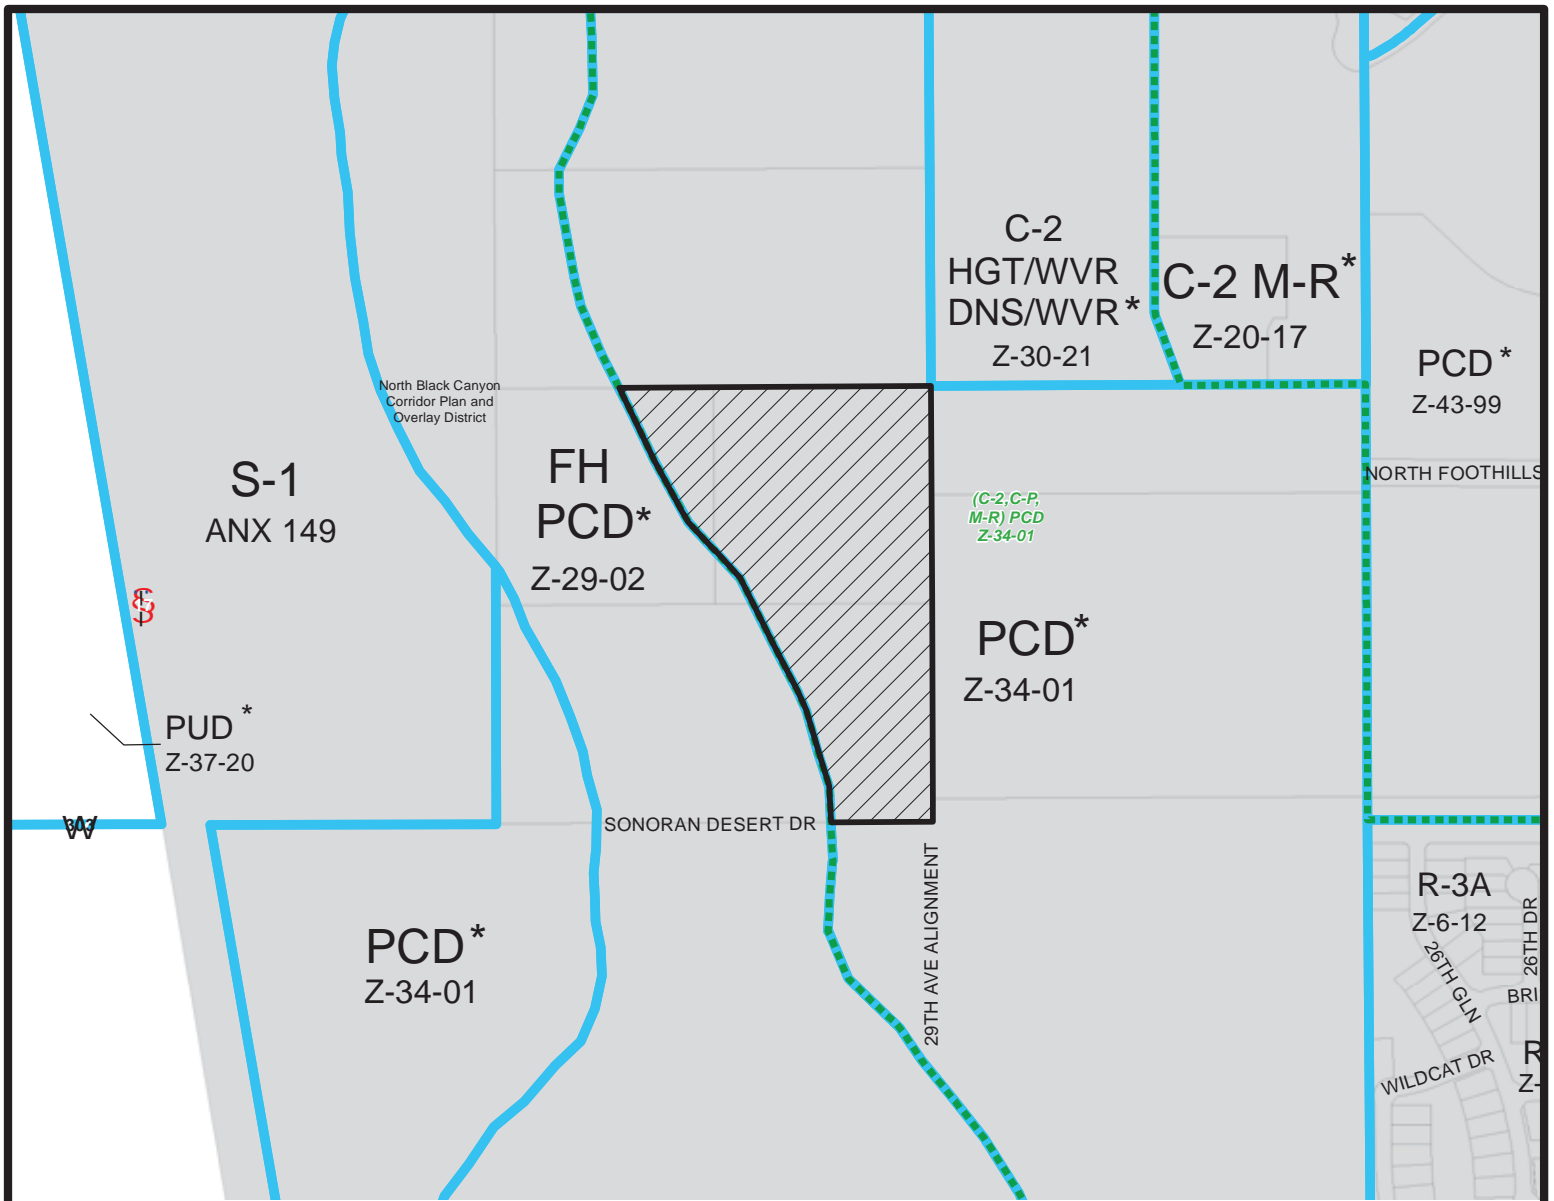 C-2
HGT/WVR
DNS/WVR*
Z-30-21
C-2 M-R*
Z-20-17
PCD*
Z-43-99
North Black Canyon
Corridor Plan and
Overlay District
S-1
ANX 149
FH
PCD*
Z-29-02
NORTH FOOTHILLS
(C-2,C-P,
M-R) PCD
Z-34-01
PCD*
Z-34-01
PUD*
Z-37-20
303
W
SONORAN DESERT DR
29TH AVE ALIGNMENT
PCD*
Z-34-01
R-3A
Z-6-12
26TH DR
26TH GLN
BRI
WILDCAT DR
R
Z-